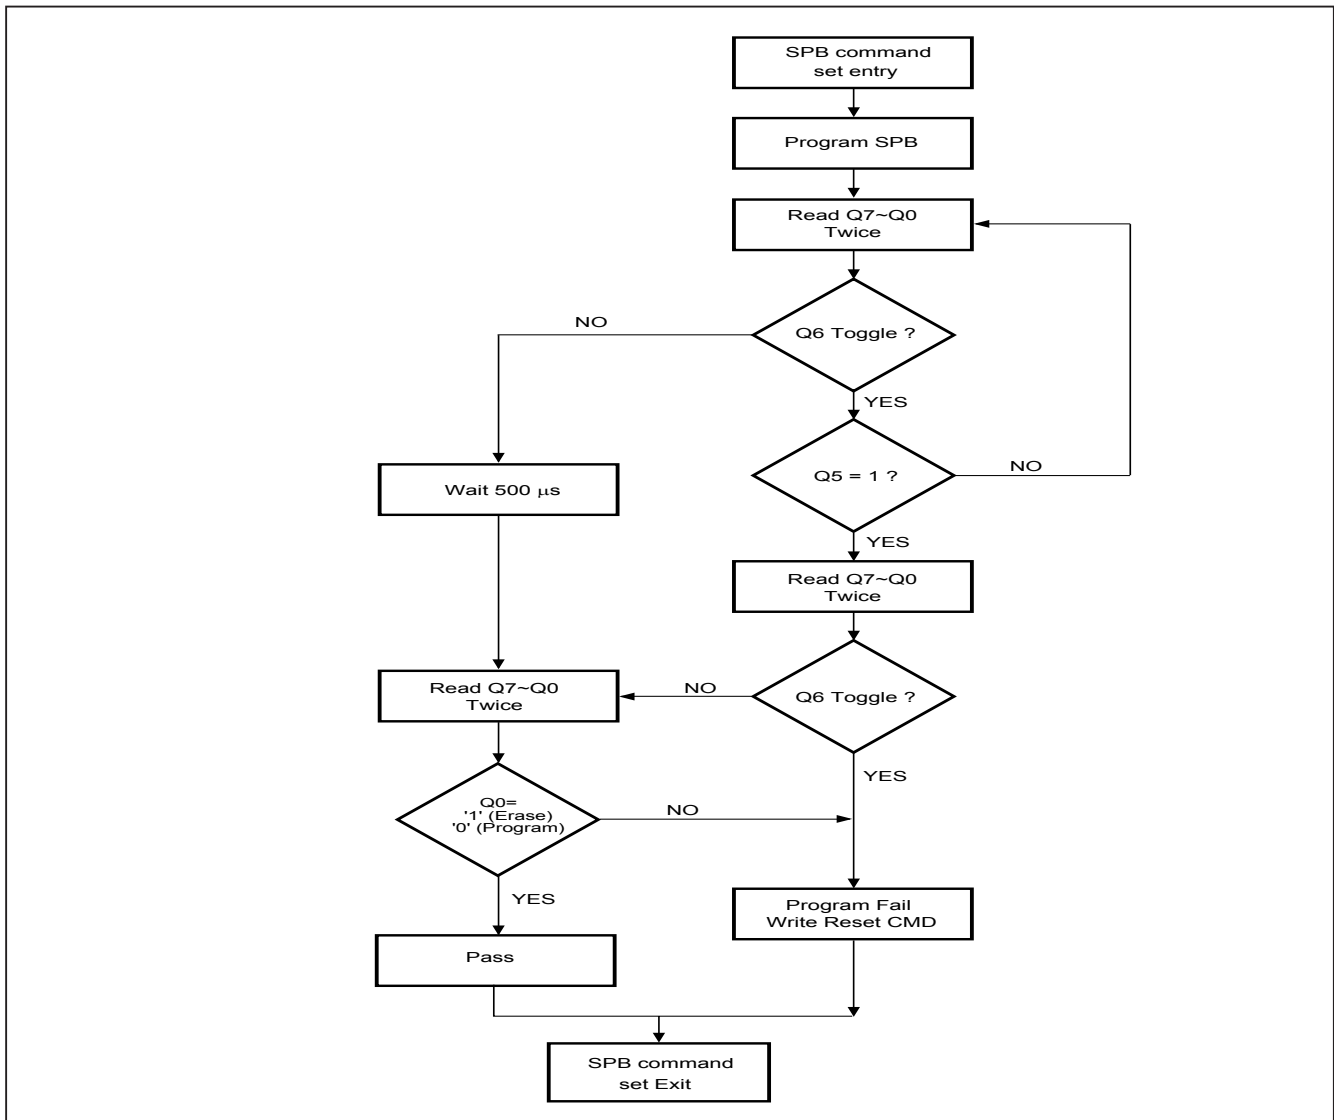 SPB command
set entry
Program SPB
Read Q7~Q0
Twice
Q6 Toggle ?
NO
YES
Q5 = 1 ?
NO
Wait 500 μs
YES
Read Q7~Q0
Twice
Q6 Toggle ?
NO
Read Q7~Q0
Twice
YES
Q0=
'1' (Erase)
'0' (Program)
NO
YES
Program Fail
Write Reset CMD
Pass
SPB command
set Exit